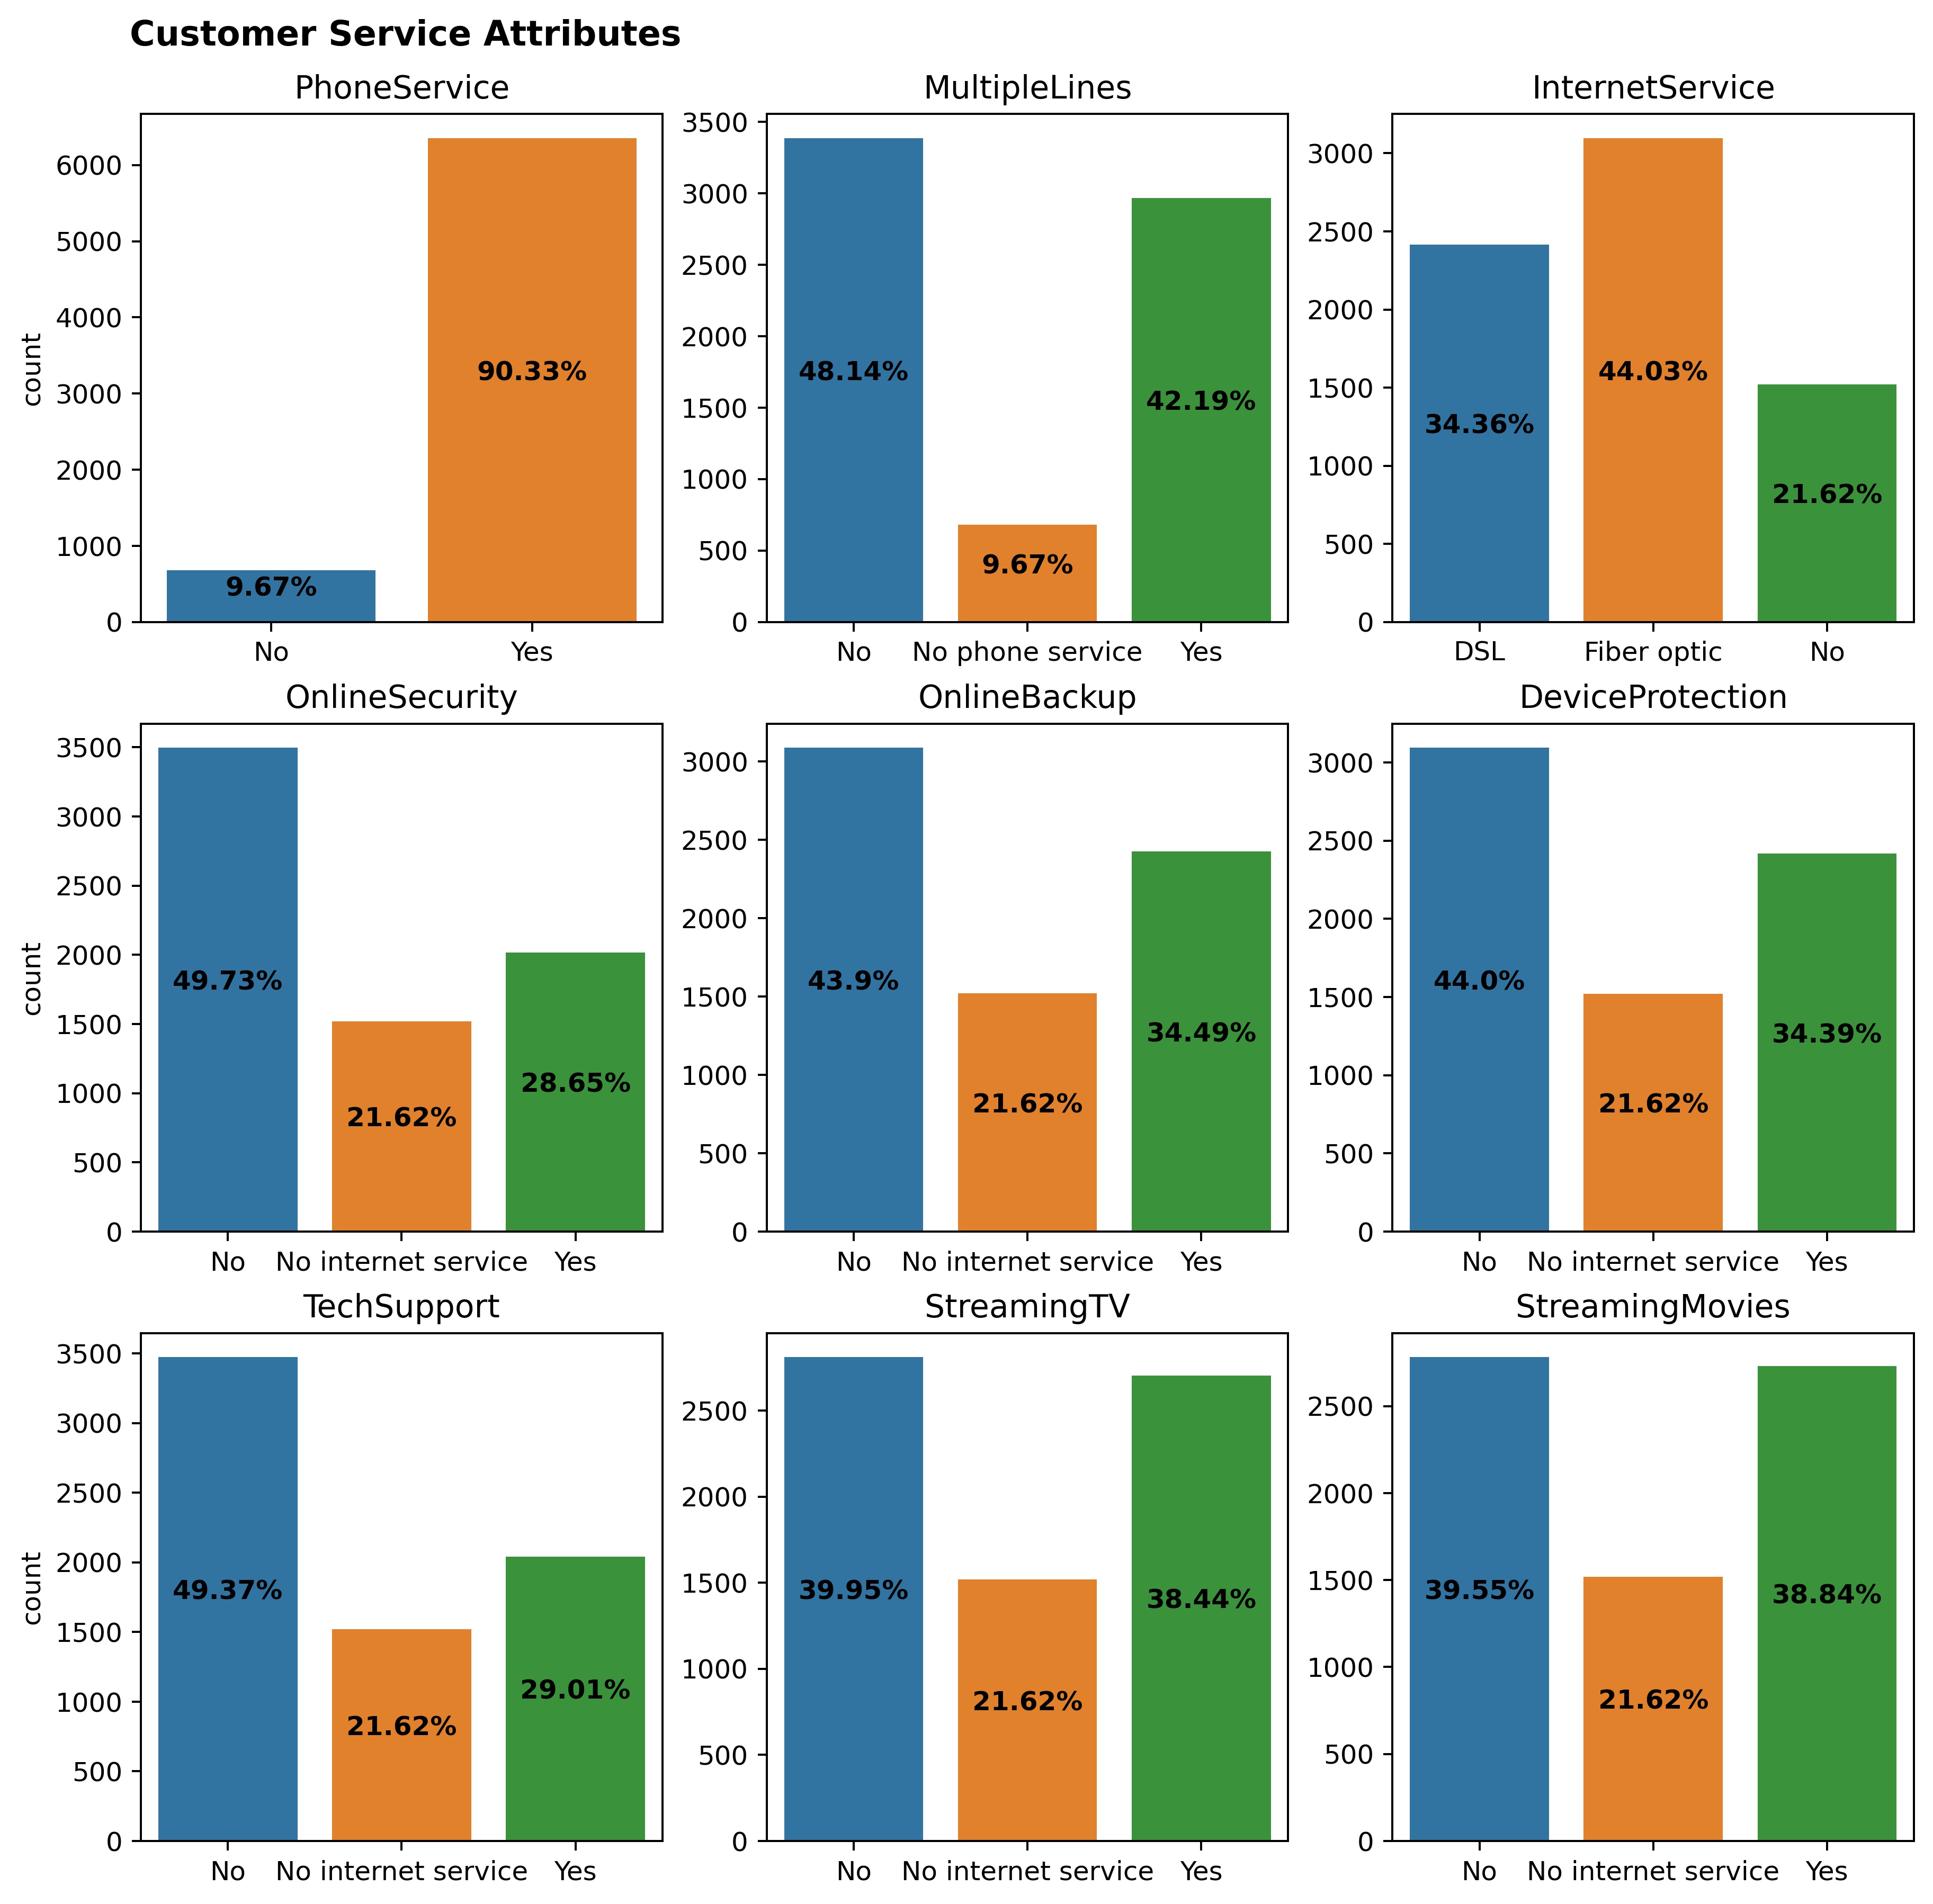 Customer Service Attributes
PhoneService
MultipleLines
InternetService
count
6000
5000
4000
3000
2000
1000
0
90.33%
9.67%
No
Yes
3500
3000
2500
2000
1500
1000
500
0
48.14%
9.67%
42.19%
No
No phone service
Yes
3000
2500
2000
1500
1000
500
0
34.36%
44.03%
21.62%
DSL
Fiber optic
No
OnlineSecurity
OnlineBackup
DeviceProtection
count
3500
3000
2500
2000
1500
1000
500
0
49.73%
21.62%
28.65%
No
No internet service
Yes
3000
2500
2000
1500
1000
500
0
43.9%
21.62%
34.49%
No
No internet service
Yes
3000
2500
2000
1500
1000
500
0
44.0%
21.62%
34.39%
No
No internet service
Yes
TechSupport
StreamingTV
StreamingMovies
count
3500
3000
2500
2000
1500
1000
500
0
49.37%
21.62%
29.01%
No
No internet service
Yes
2500
2000
1500
1000
500
0
39.95%
21.62%
38.44%
No
No internet service
Yes
2500
2000
1500
1000
500
0
39.55%
21.62%
38.84%
No
No internet service
Yes